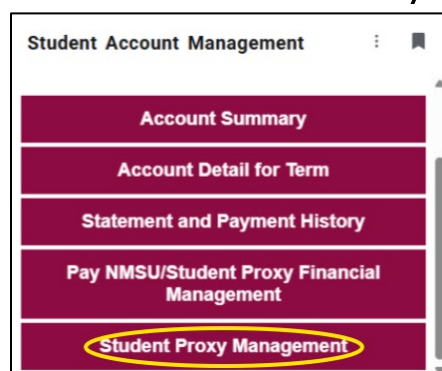 Student Account Management
Account Summary
Account Detail for Term
Statement and Payment History
Pay NMSU/Student Proxy Financial
Management
Student Proxy Management